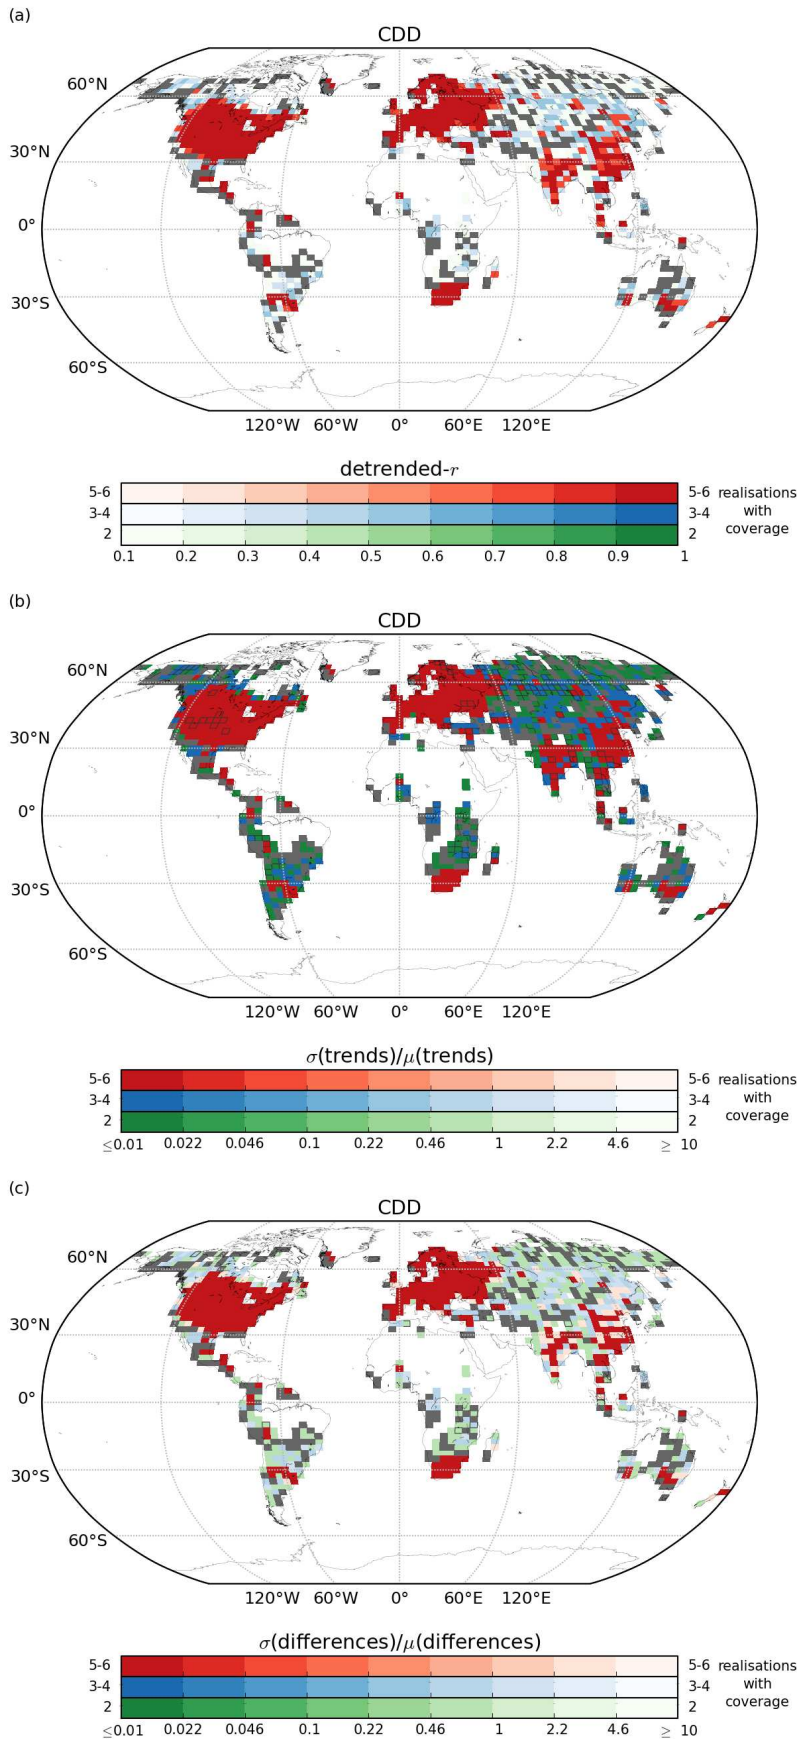 (a)
CDD
60°N
30°N
0°
30°S
60°S
120°W 60°W 0° 60°E 120°E
detrended-r
5-6 5-6 realisations
3-4 3-4 with
2 2 coverage
0.1 0.2 0.3 0.4 0.5 0.6 0.7 0.8 0.9 1
(b)
CDD
60°N
30°N
0°
30°S
60°S
120°W 60°W 0° 60°E 120°E
σ(trends)/μ(trends)
5-6 5-6 realisations
3-4 3-4 with
2 2 coverage
≤0.01 0.022 0.046 0.1 0.22 0.46 1 2.2 4.6 ≥ 10
(c)
CDD
60°N
30°N
0°
30°S
60°S
120°W 60°W 0° 60°E 120°E
σ(differences)/μ(differences)
5-6 5-6 realisations
3-4 3-4 with
2 2 coverage
≤0.01 0.022 0.046 0.1 0.22 0.46 1 2.2 4.6 ≥ 10